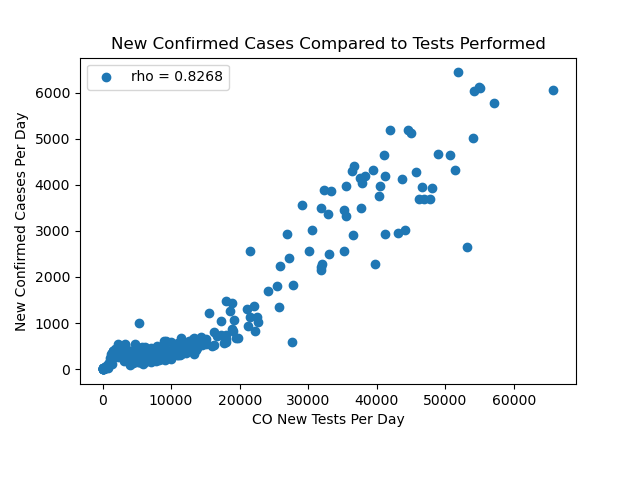 New Confirmed Cases Compared to Tests Performed
rho = 0.8268
New Confirmed Caeses Per Day
6000
5000
4000
3000
2000
1000
0
0 10000 20000 30000 40000 50000 60000
CO New Tests Per Day